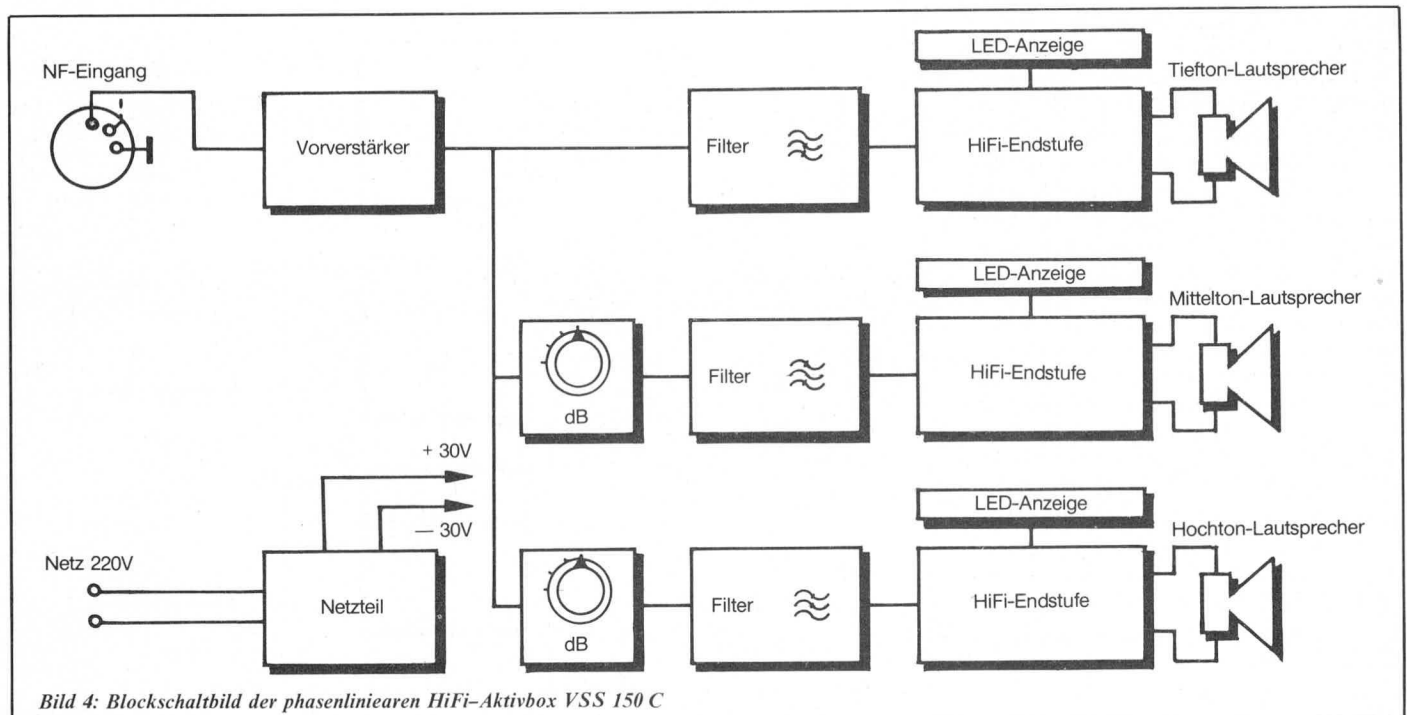 LED-Anzeige
NF-Eingang
Tiefton-Lautsprecher
Vorverstärker
Filter
HiFi-Endstufe
LED-Anzeige
Mittelton-Lautsprecher
dB
Filter
HiFi-Endstufe
+ 30V
— 30V
LED-Anzeige
Hochton-Lautsprecher
Netz 220V
Netzteil
dB
Filter
HiFi-Endstufe
Bild 4: Blockschaltbild der phasenliniearen HiFi–Aktivbox VSS 150 C